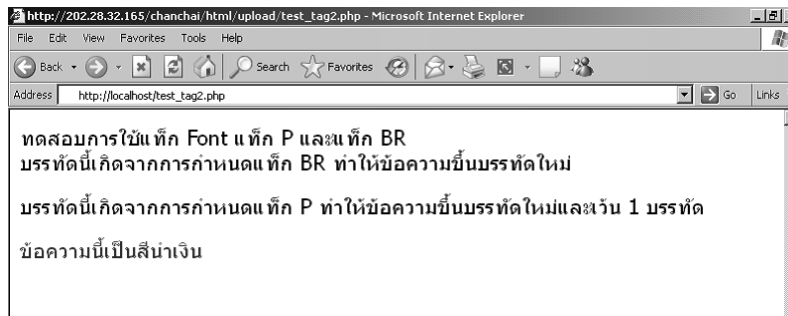 http://202.28.32.165/chanchai/html/upload/test_tag2.php - Microsoft Internet Explorer
File Edit View Favorites Tools Help
Back Search Favorites
Address http://localhost/test_tag2.php Go Links
ทดสอบการใช้แท็ก Font แท็ก P และแท็ก BR
บรรทัดนี้เกิดจากการกำหนดแท็ก BR ทำให้ข้อความขึ้นบรรทัดใหม่
บรรทัดนี้เกิดจากการกำหนดแท็ก P ทำให้ข้อความขึ้นบรรทัดใหม่และเว้น 1 บรรทัด
ข้อความนี้เป็นสีน่าเงิน